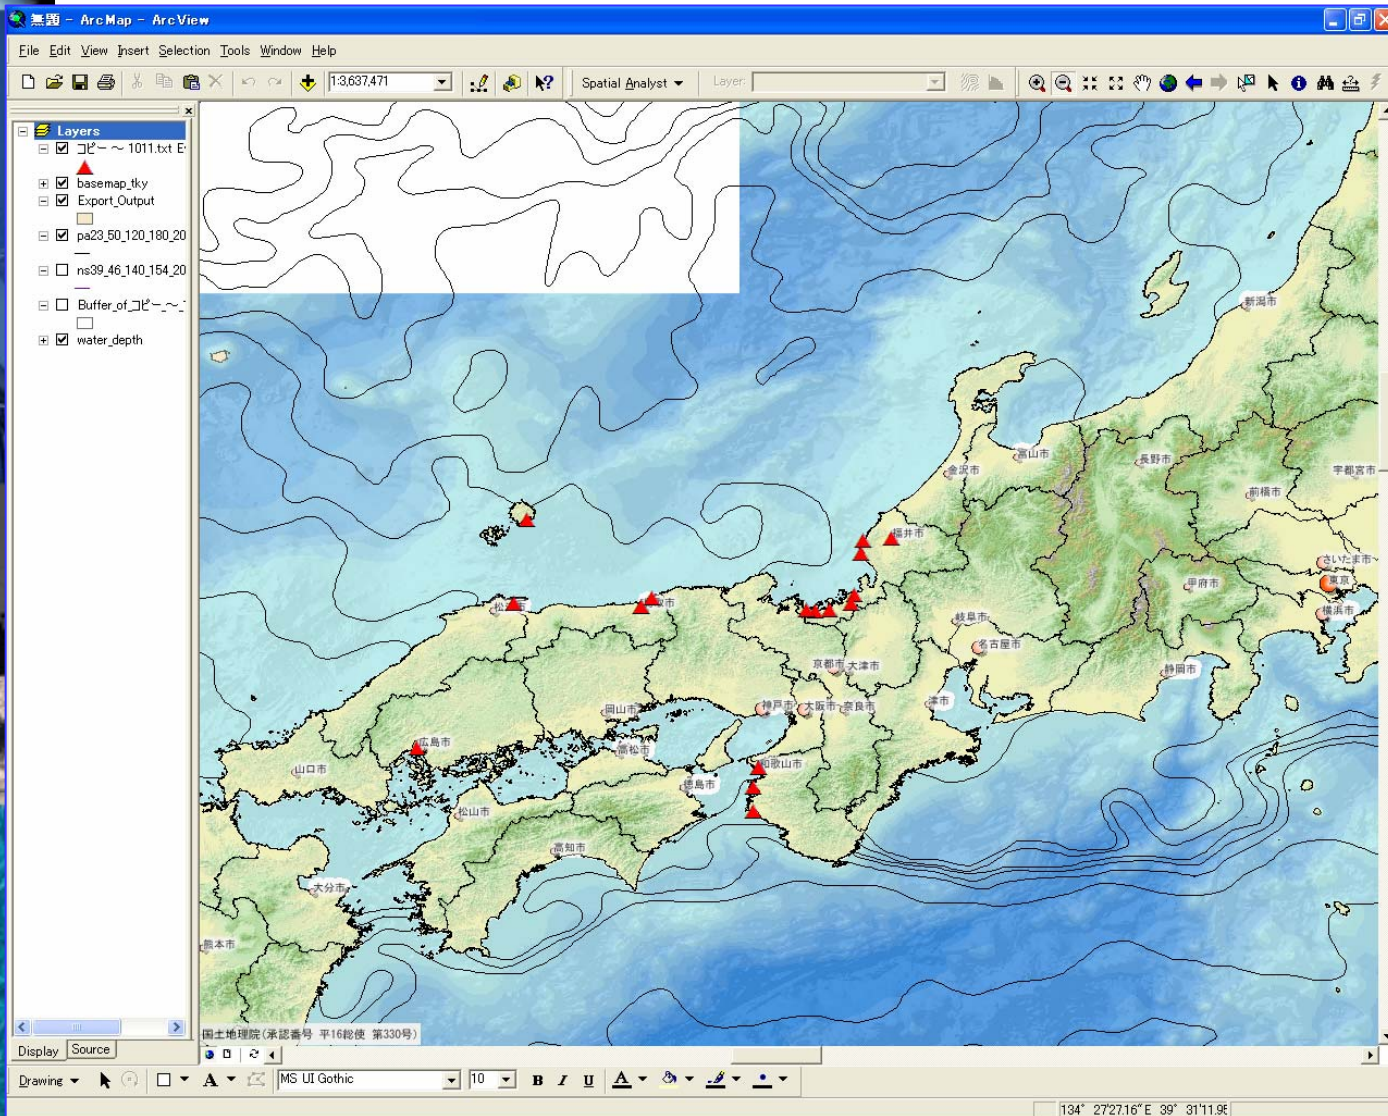 無題 - ArcMap - ArcView
File Edit View Insert Selection Tools Window Help
1:3,637,471
Spatial Analyst
Layer:
Layers
コピー ～ 1011.txt E
basemap_tky
Export_Output
pa23_50_120_180_20
ns39_46_140_154_20
Buffer_of_コピー_～_
water_depth
新潟市
富山市
長野市
金沢市
宇都宮市
前橋市
福井市
さいたま市
東京
甲府市
横浜市
岐阜市
名古屋市
京都市
大津市
静岡市
岡山市
神戸市
大阪市
奈良市
津市
広島市
高松市
山口市
和歌山市
徳島市
松山市
高知市
大分市
熊本市
国土地理院(承認番号 平16総使 第330号)
Display Source
Drawing
A
MS UI Gothic
10
B I U A
134° 27'27.16"E 39° 31'11.9